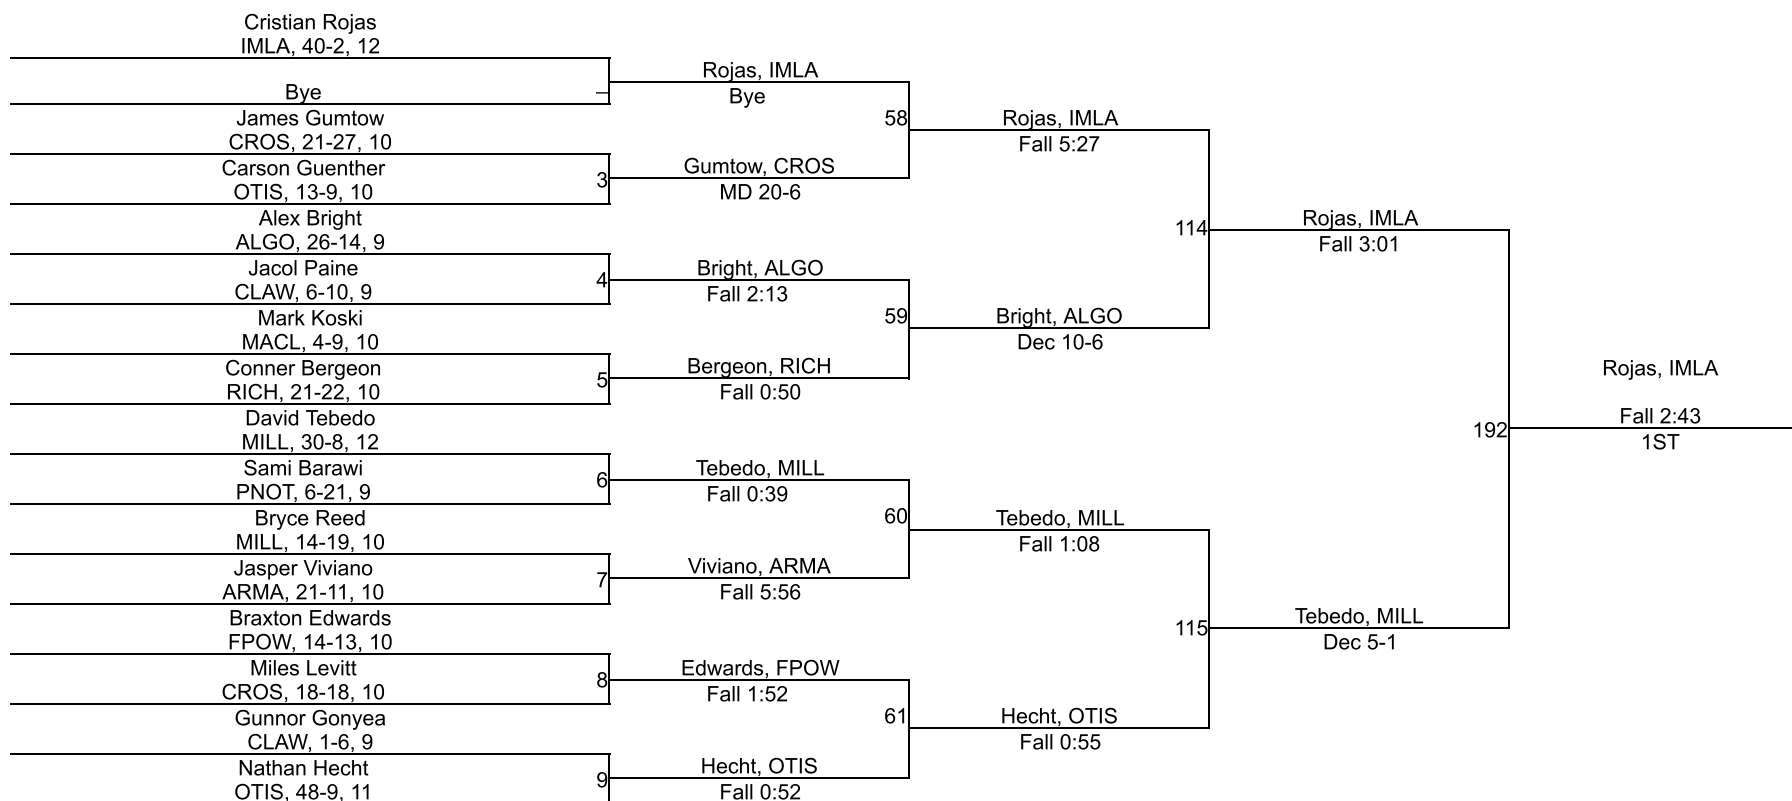 Cristian Rojas
IMLA, 40-2, 12
Bye
James Gumtow
CROS, 21-27, 10
Carson Guenther
OTIS, 13-9, 10
Alex Bright
ALGO, 26-14, 9
Jacol Paine
CLAW, 6-10, 9
Mark Koski
MACL, 4-9, 10
Conner Bergeon
RICH, 21-22, 10
David Tebedo
MILL, 30-8, 12
Sami Barawi
PNOT, 6-21, 9
Bryce Reed
MILL, 14-19, 10
Jasper Viviano
ARMA, 21-11, 10
Braxton Edwards
FPOW, 14-13, 10
Miles Levitt
CROS, 18-18, 10
Gunnor Gonyea
CLAW, 1-6, 9
Nathan Hecht
OTIS, 48-9, 11
3
4
5
6
7
8
9
Rojas, IMLA
Bye
Gumtow, CROS
MD 20-6
Bright, ALGO
Fall 2:13
Bergeon, RICH
Fall 0:50
Tebedo, MILL
Fall 0:39
Viviano, ARMA
Fall 5:56
Edwards, FPOW
Fall 1:52
Hecht, OTIS
Fall 0:52
58
59
60
61
Rojas, IMLA
Fall 5:27
Bright, ALGO
Dec 10-6
Tebedo, MILL
Fall 1:08
Hecht, OTIS
Fall 0:55
114
115
Rojas, IMLA
Fall 3:01
Tebedo, MILL
Dec 5-1
192
Rojas, IMLA
Fall 2:43
1ST